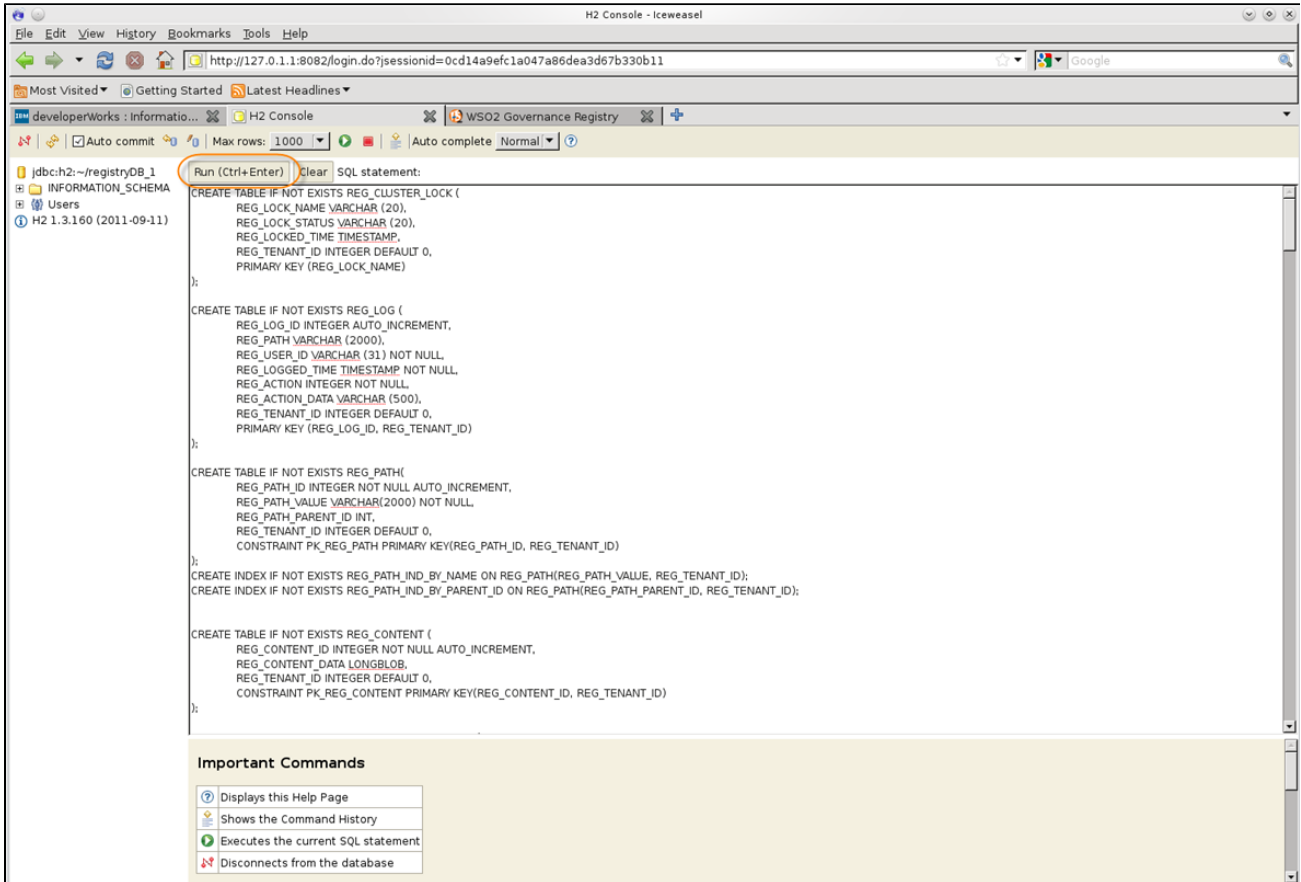 H2 Console - Iceweasel
File Edit View History Bookmarks Tools Help
http://127.0.1.1:8082/login.do?jsessionid=0cd14a9efc1a047a86dea3d67b330b11
Google
Most Visited Getting Started Latest Headlines
IBM developerWorks : Informatio... H2 Console WSO2 Governance Registry
Auto commit Max rows: 1000 Auto complete Normal
jdbc:h2:~/registryDB_1
INFORMATION_SCHEMA
Users
H2 1.3.160 (2011-09-11)
Run (Ctrl+Enter) Clear SQL statement:
CREATE TABLE IF NOT EXISTS REG_CLUSTER_LOCK (
REG_LOCK_NAME VARCHAR (20),
REG_LOCK_STATUS VARCHAR (20),
REG_LOCKED_TIME TIMESTAMP,
REG_TENANT_ID INTEGER DEFAULT 0,
PRIMARY KEY (REG_LOCK_NAME)
);
CREATE TABLE IF NOT EXISTS REG_LOG (
REG_LOG_ID INTEGER AUTO_INCREMENT,
REG_PATH VARCHAR (2000),
REG_USER_ID VARCHAR (31) NOT NULL,
REG_LOGGED_TIME TIMESTAMP NOT NULL,
REG_ACTION INTEGER NOT NULL,
REG_ACTION_DATA VARCHAR (500),
REG_TENANT_ID INTEGER DEFAULT 0,
PRIMARY KEY (REG_LOG_ID, REG_TENANT_ID)
);
CREATE TABLE IF NOT EXISTS REG_PATH(
REG_PATH_ID INTEGER NOT NULL AUTO_INCREMENT,
REG_PATH_VALUE VARCHAR(2000) NOT NULL,
REG_PATH_PARENT_ID INT,
REG_TENANT_ID INTEGER DEFAULT 0,
CONSTRAINT PK_REG_PATH PRIMARY KEY(REG_PATH_ID, REG_TENANT_ID)
);
CREATE INDEX IF NOT EXISTS REG_PATH_IND_BY_NAME ON REG_PATH(REG_PATH_VALUE, REG_TENANT_ID);
CREATE INDEX IF NOT EXISTS REG_PATH_IND_BY_PARENT_ID ON REG_PATH(REG_PATH_PARENT_ID, REG_TENANT_ID);
CREATE TABLE IF NOT EXISTS REG_CONTENT (
REG_CONTENT_ID INTEGER NOT NULL AUTO_INCREMENT,
REG_CONTENT_DATA LONGBLOB,
REG_TENANT_ID INTEGER DEFAULT 0,
CONSTRAINT PK_REG_CONTENT PRIMARY KEY(REG_CONTENT_ID, REG_TENANT_ID)
);
Important Commands
Displays this Help Page
Shows the Command History
Executes the current SQL statement
Disconnects from the database